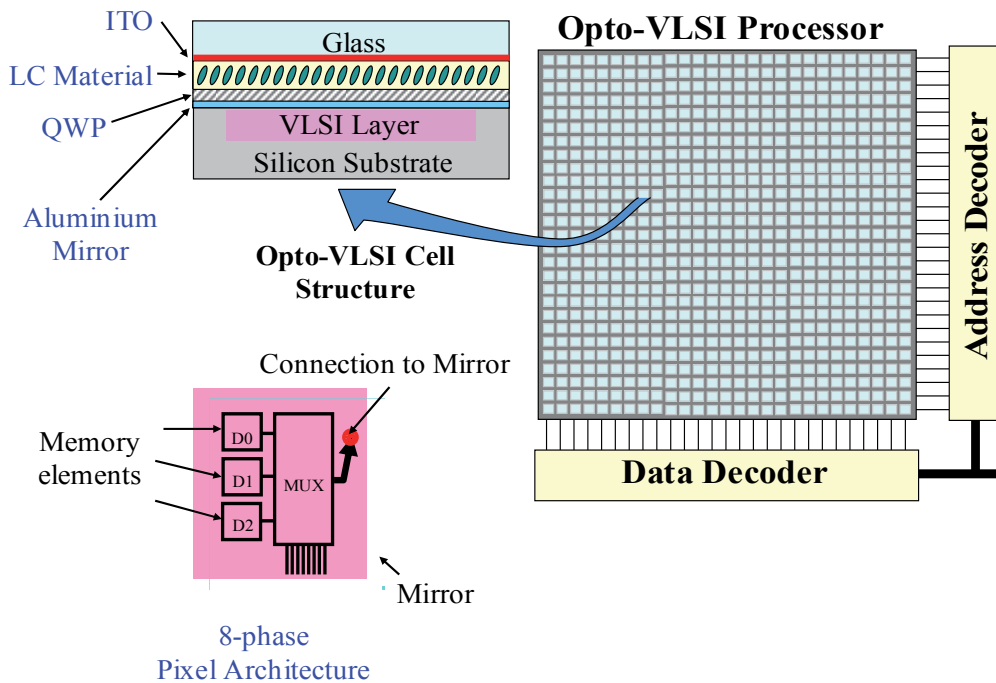 ITO
LC Material
QWP
Aluminium
Mirror
Glass
VLSI Layer
Silicon Substrate
Opto-VLSI Cell
Structure
Opto-VLSI Processor
Address Decoder
Data Decoder
Connection to Mirror
Memory
elements
D0
D1
D2
MUX
Mirror
8-phase
Pixel Architecture